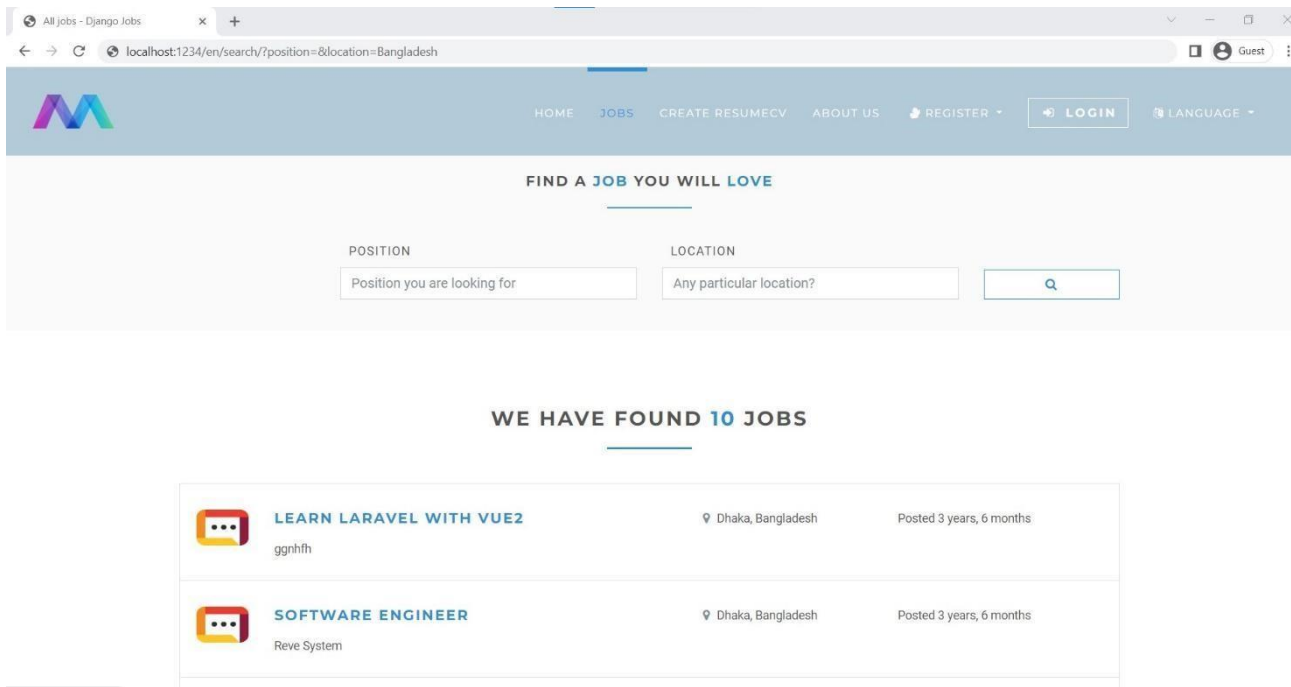 All jobs - Django Jobs
localhost:1234/en/search/?position=&location=Bangladesh
Guest
HOME JOBS CREATE RESUMECV ABOUT US REGISTER LOGIN LANGUAGE
FIND A JOB YOU WILL LOVE
POSITION LOCATION
Position you are looking for Any particular location?
WE HAVE FOUND 10 JOBS
LEARN LARAVEL WITH VUE2 Dhaka, Bangladesh Posted 3 years, 6 months
ggnhfh
SOFTWARE ENGINEER Dhaka, Bangladesh Posted 3 years, 6 months
Reve System